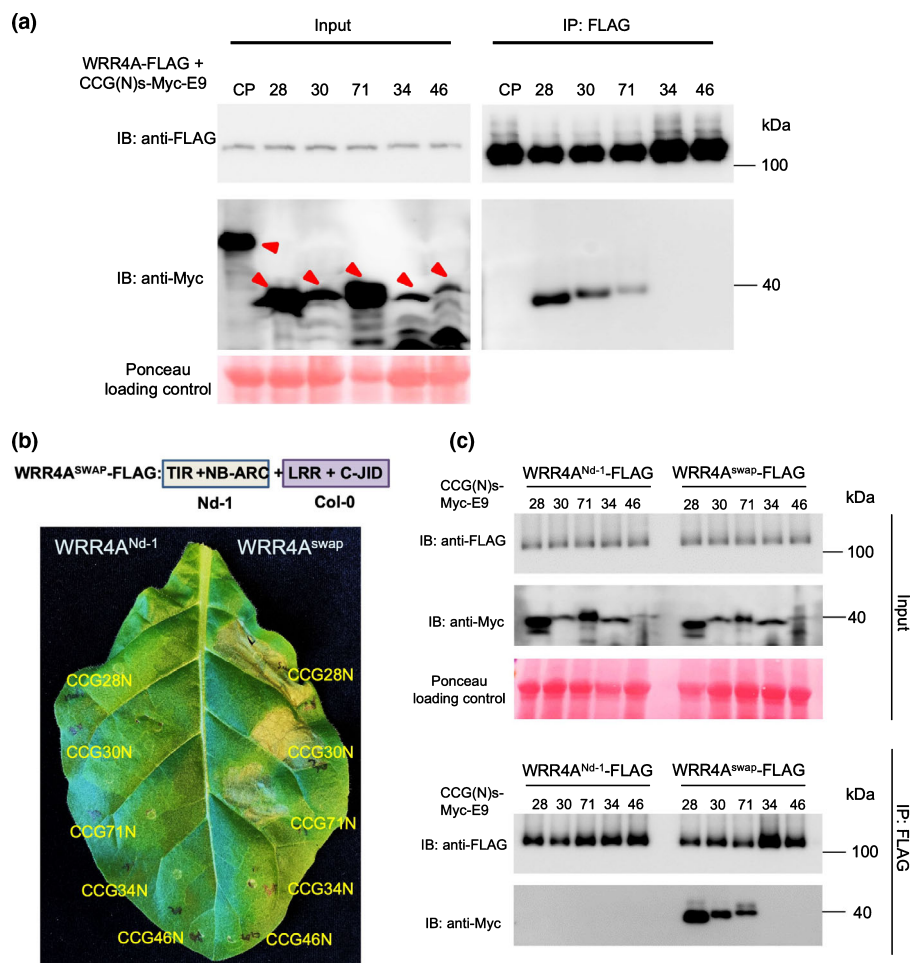 (a)
Input
IP: FLAG
WRR4A-FLAG +
CCG(N)s-Myc-E9
CP 28 30 71 34 46
CP 28 30 71 34 46
IB: anti-FLAG
kDa
100
IB: anti-Myc
40
Ponceau
loading control
(b)
WRR4A^SWAP-FLAG: TIR +NB-ARC + LRR + C-JID
Nd-1
Col-0
WRR4A^Nd-1
WRR4A^swap
CCG28N
CCG28N
CCG30N
CCG30N
CCG71N
CCG71N
CCG34N
CCG34N
CCG46N
CCG46N
(c)
WRR4A^Nd-1-FLAG
WRR4A^swap-FLAG
CCG(N)s-
Myc-E9
28 30 71 34 46
28 30 71 34 46
kDa
IB: anti-FLAG
100
IB: anti-Myc
40
Ponceau
loading control
Input
WRR4A^Nd-1-FLAG
WRR4A^swap-FLAG
CCG(N)s-
Myc-E9
28 30 71 34 46
28 30 71 34 46
kDa
IB: anti-FLAG
100
IB: anti-Myc
40
IP: FLAG